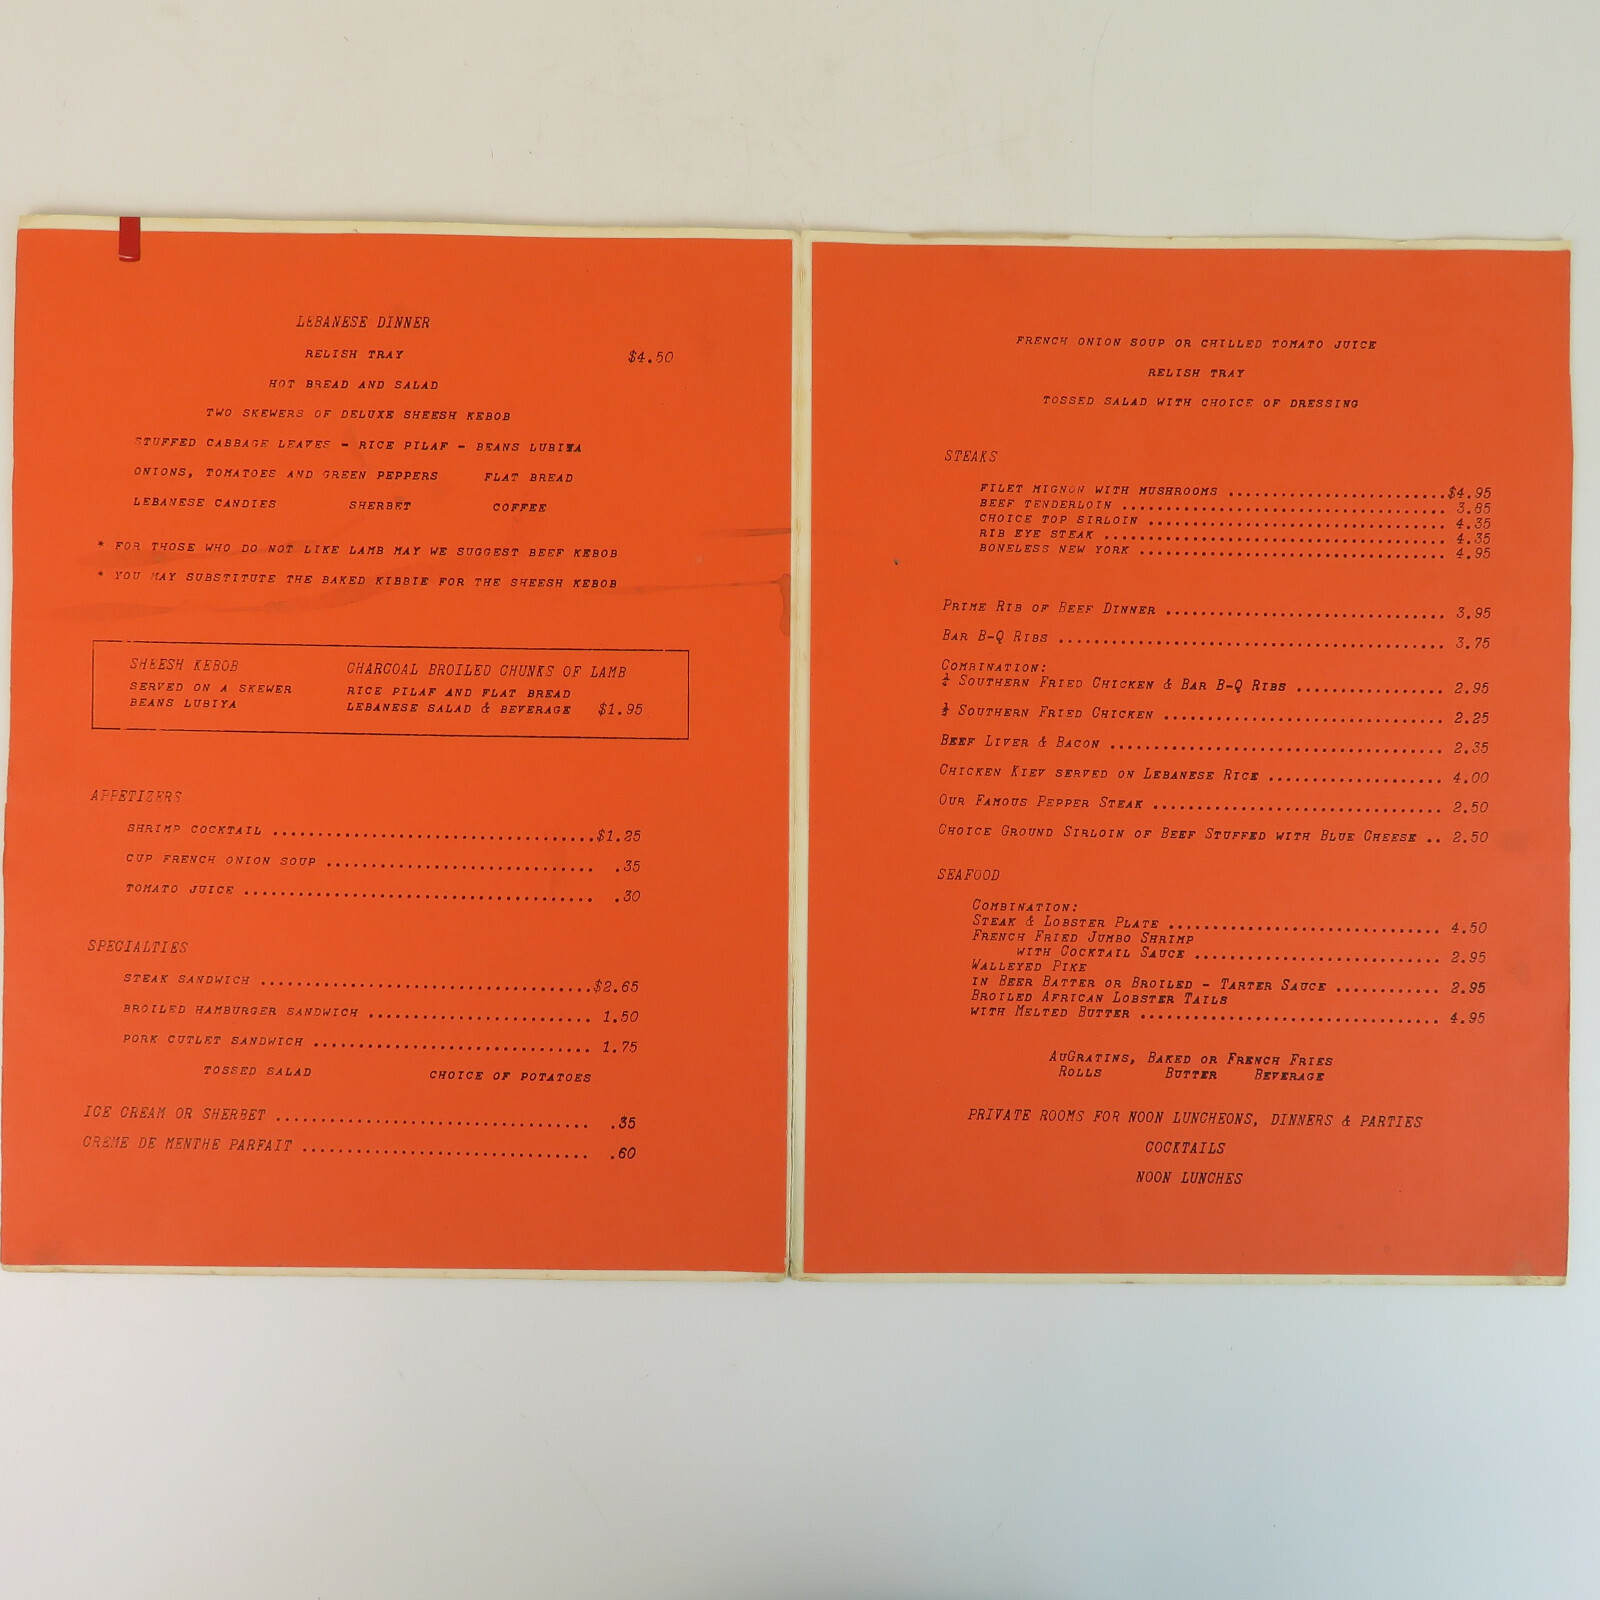 LEBANESE DINNER
RELISH TRAY $4.50
HOT BREAD AND SALAD
TWO SKEWERS OF DELUXE SHEESH KEBOB
STUFFED CABBAGE LEAVES - RICE PILAF - BEANS LUBIYA
ONIONS, TOMATOES AND GREEN PEPPERS FLAT BREAD
LEBANESE CANDIES SHERBET COFFEE
* FOR THOSE WHO DO NOT LIKE LAMB MAY WE SUGGEST BEEF KEBOB
* YOU MAY SUBSTITUTE THE BAKED KIBBIE FOR THE SHEESH KEBOB
SHEESH KEBOB CHARCOAL BROILED CHUNKS OF LAMB
SERVED ON A SKEWER RICE PILAF AND FLAT BREAD
BEANS LUBIYA LEBANESE SALAD & BEVERAGE $1.95
APPETIZERS
SHRIMP COCKTAIL ....................................$1.25
CUP FRENCH ONION SOUP .............................. .35
TOMATO JUICE ....................................... .30
SPECIALTIES
STEAK SANDWICH .....................................$2.65
BROILED HAMBURGER SANDWICH ......................... 1.50
PORK CUTLET SANDWICH ............................... 1.75
TOSSED SALAD CHOICE OF POTATOES
ICE CREAM OR SHERBET ................................... .35
CREME DE MENTHE PARFAIT ................................ .60
FRENCH ONION SOUP OR CHILLED TOMATO JUICE
RELISH TRAY
TOSSED SALAD WITH CHOICE OF DRESSING
STEAKS
FILET MIGNON WITH MUSHROOMS .........................$4.95
BEEF TENDERLOIN .................................... 3.85
CHOICE TOP SIRLOIN ................................. 4.35
RIB EYE STEAK ...................................... 4.35
BONELESS NEW YORK .................................. 4.95
PRIME RIB OF BEEF DINNER ............................... 3.95
BAR B-Q RIBS ........................................... 3.75
COMBINATION:
¼ SOUTHERN FRIED CHICKEN & BAR B-Q RIBS ................. 2.95
½ SOUTHERN FRIED CHICKEN ................................ 2.25
BEEF LIVER & BACON ..................................... 2.35
CHICKEN KIEV SERVED ON LEBANESE RICE .................... 4.00
OUR FAMOUS PEPPER STEAK ................................ 2.50
CHOICE GROUND SIRLOIN OF BEEF STUFFED WITH BLUE CHEESE .. 2.50
SEAFOOD
COMBINATION:
STEAK & LOBSTER PLATE ............................... 4.50
FRENCH FRIED JUMBO SHRIMP
WITH COCKTAIL SAUCE ............................ 2.95
WALLEYED PIKE
IN BEER BATTER OR BROILED - TARTER SAUCE ............ 2.95
BROILED AFRICAN LOBSTER TAILS
WITH MELTED BUTTER .................................. 4.95
AUGRATINS, BAKED OR FRENCH FRIES
ROLLS BUTTER BEVERAGE
PRIVATE ROOMS FOR NOON LUNCHEONS, DINNERS & PARTIES
COCKTAILS
NOON LUNCHES